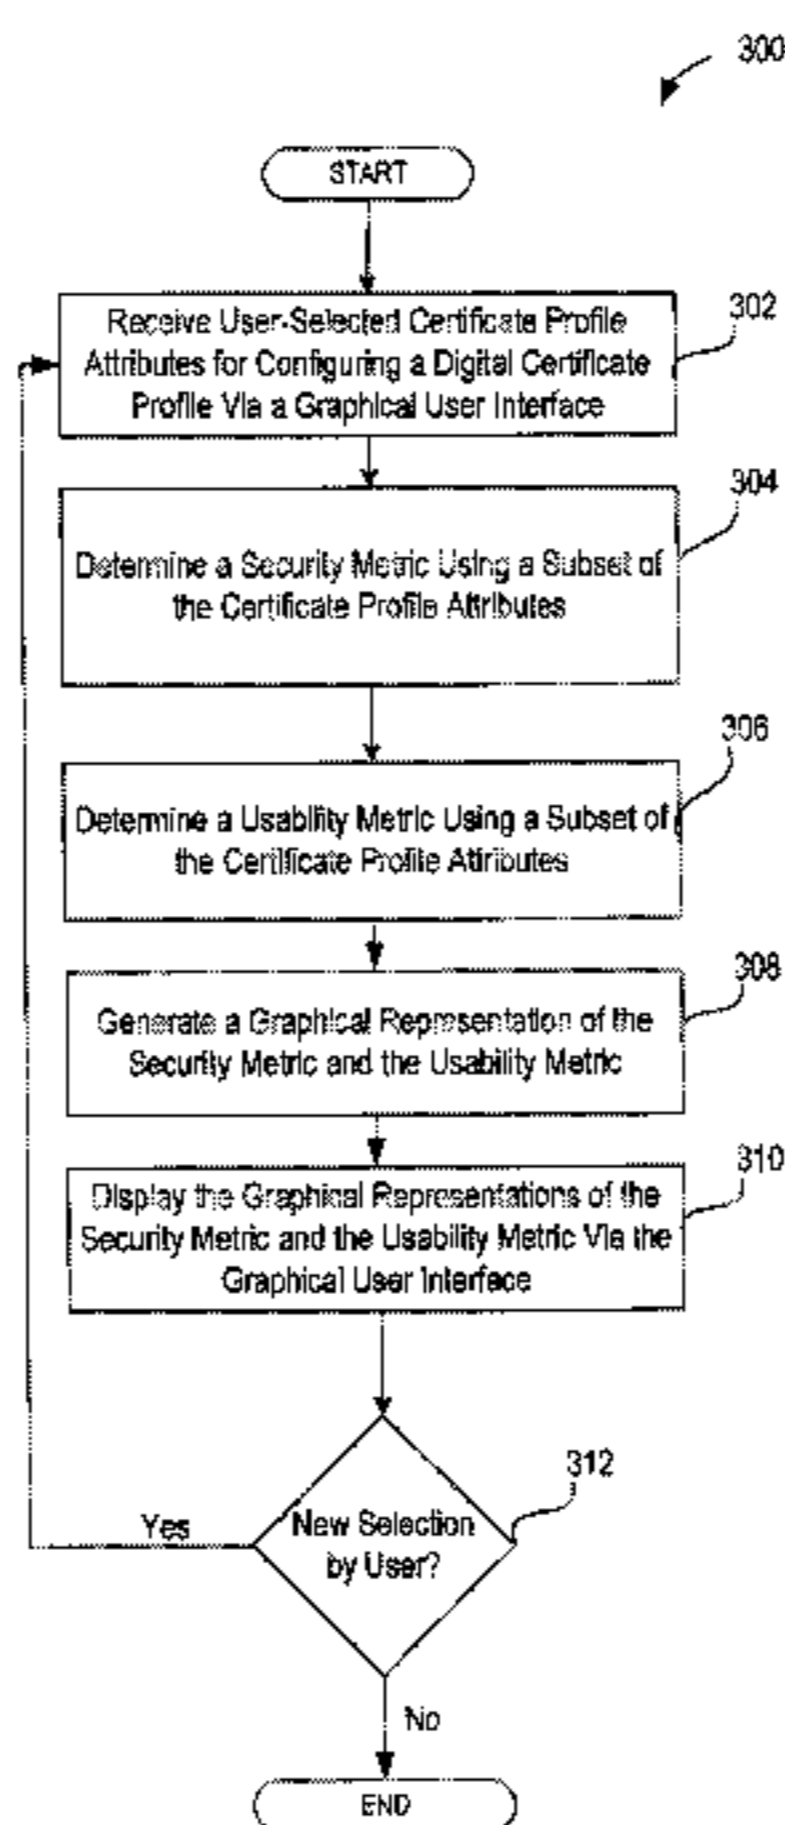 300
START
302
Receive User-Selected Certificate Profile
Attributes for Configuring a Digital Certificate
Profile Via a Graphical User Interface
304
Determine a Security Metric Using a Subset of
the Certificate Profile Attributes
306
Determine a Usability Metric Using a Subset of
the Certificate Profile Attributes
308
Generate a Graphical Representation of the
Security Metric and the Usability Metric
310
Display the Graphical Representations of the
Security Metric and the Usability Metric Via the
Graphical User Interface
312
New Selection
by User?
Yes
No
END